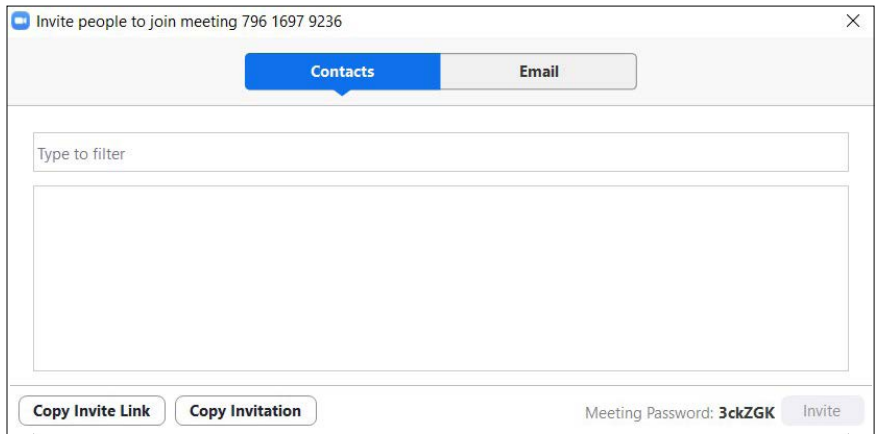 Invite people to join meeting 796 1697 9236
Contacts Email
Type to filter
Copy Invite Link Copy Invitation Meeting Password: 3ckZGK Invite